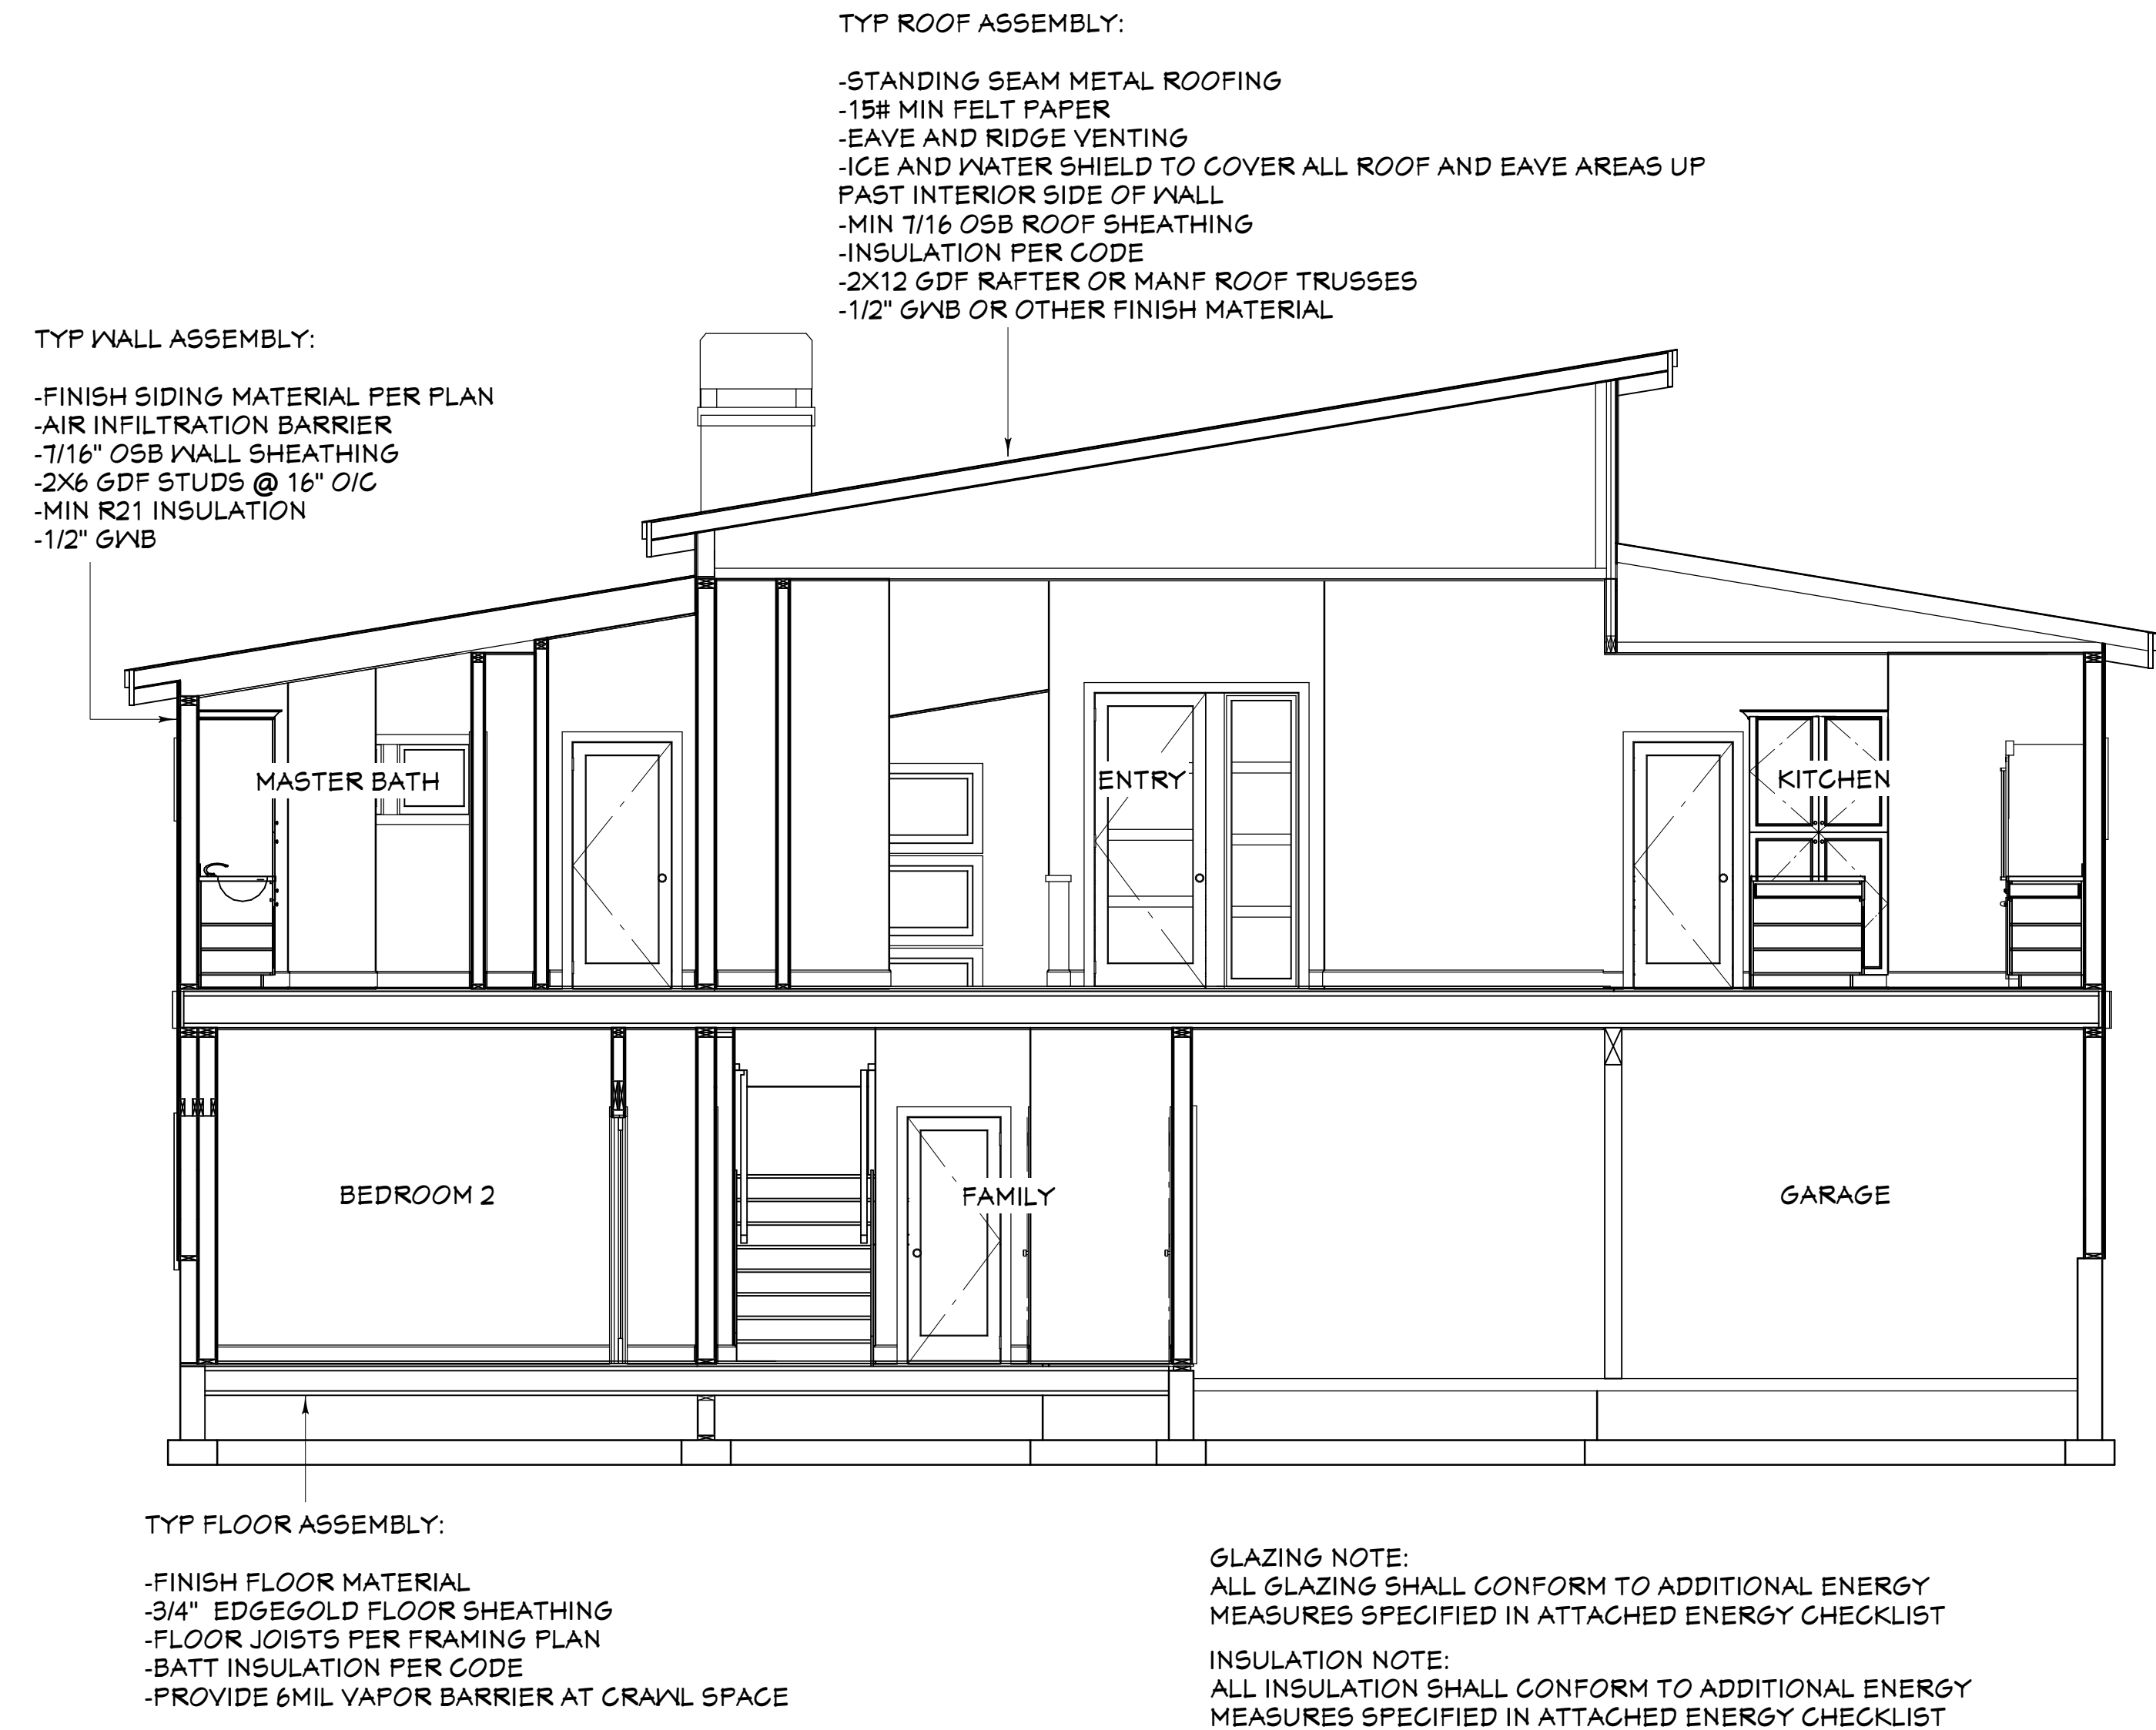 TYP ROOF ASSEMBLY:
-STANDING SEAM METAL ROOFING
-15# MIN FELT PAPER
-EAVE AND RIDGE VENTING
-ICE AND WATER SHIELD TO COVER ALL ROOF AND EAVE AREAS UP
PAST INTERIOR SIDE OF WALL
-MIN 7/16 OSB ROOF SHEATHING
-INSULATION PER CODE
-2X12 GDF RAFTER OR MANF ROOF TRUSSES
-1/2" GWB OR OTHER FINISH MATERIAL
TYP WALL ASSEMBLY:
-FINISH SIDING MATERIAL PER PLAN
-AIR INFILTRATION BARRIER
-7/16" OSB WALL SHEATHING
-2X6 GDF STUDS @ 16" O/C
-MIN R21 INSULATION
-1/2" GWB
MASTER BATH
ENTRY
KITCHEN
BEDROOM 2
FAMILY
GARAGE
TYP FLOOR ASSEMBLY:
-FINISH FLOOR MATERIAL
-3/4" EDGEGOLD FLOOR SHEATHING
-FLOOR JOISTS PER FRAMING PLAN
-BATT INSULATION PER CODE
-PROVIDE 6MIL VAPOR BARRIER AT CRAWL SPACE
GLAZING NOTE:
ALL GLAZING SHALL CONFORM TO ADDITIONAL ENERGY
MEASURES SPECIFIED IN ATTACHED ENERGY CHECKLIST
INSULATION NOTE:
ALL INSULATION SHALL CONFORM TO ADDITIONAL ENERGY
MEASURES SPECIFIED IN ATTACHED ENERGY CHECKLIST